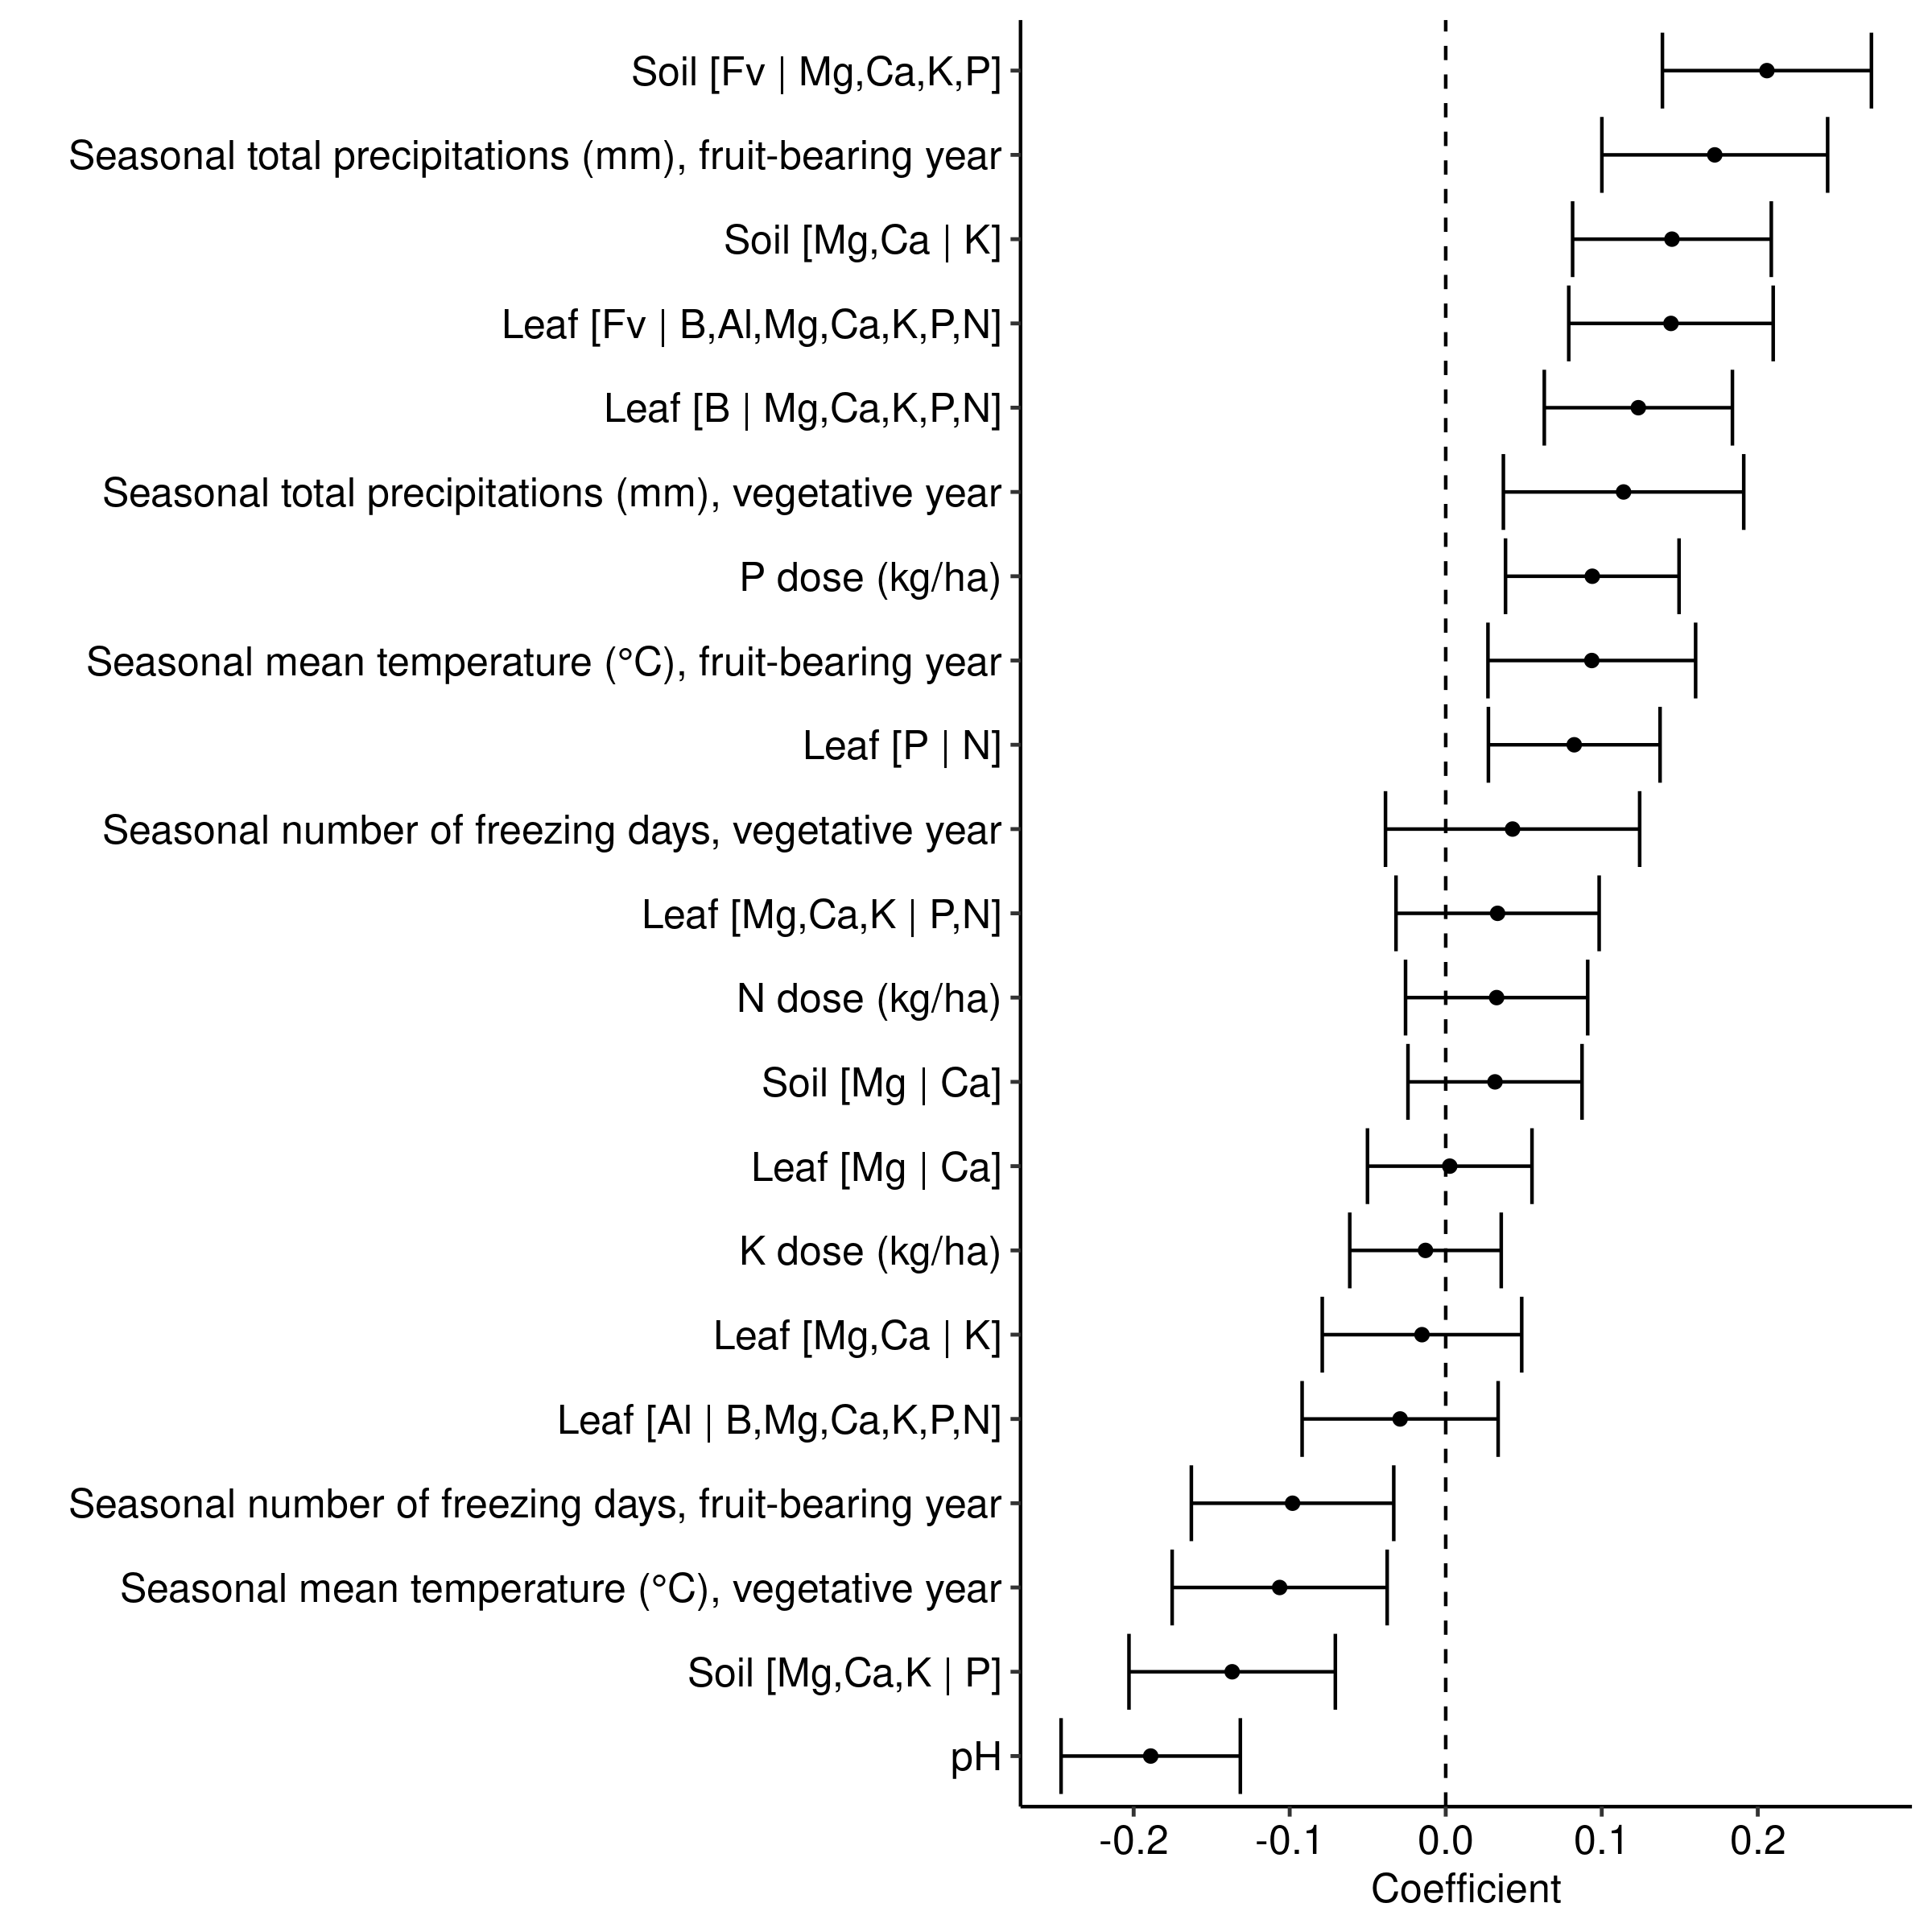 Soil [Fv | Mg,Ca,K,P]
Seasonal total precipitations (mm), fruit-bearing year
Soil [Mg,Ca | K]
Leaf [Fv | B,Al,Mg,Ca,K,P,N]
Leaf [B | Mg,Ca,K,P,N]
Seasonal total precipitations (mm), vegetative year
P dose (kg/ha)
Seasonal mean temperature (°C), fruit-bearing year
Leaf [P | N]
Seasonal number of freezing days, vegetative year
Leaf [Mg,Ca,K | P,N]
N dose (kg/ha)
Soil [Mg | Ca]
Leaf [Mg | Ca]
K dose (kg/ha)
Leaf [Mg,Ca | K]
Leaf [Al | B,Mg,Ca,K,P,N]
Seasonal number of freezing days, fruit-bearing year
Seasonal mean temperature (°C), vegetative year
Soil [Mg,Ca,K | P]
pH
-0.2 -0.1 0.0 0.1 0.2
Coefficient